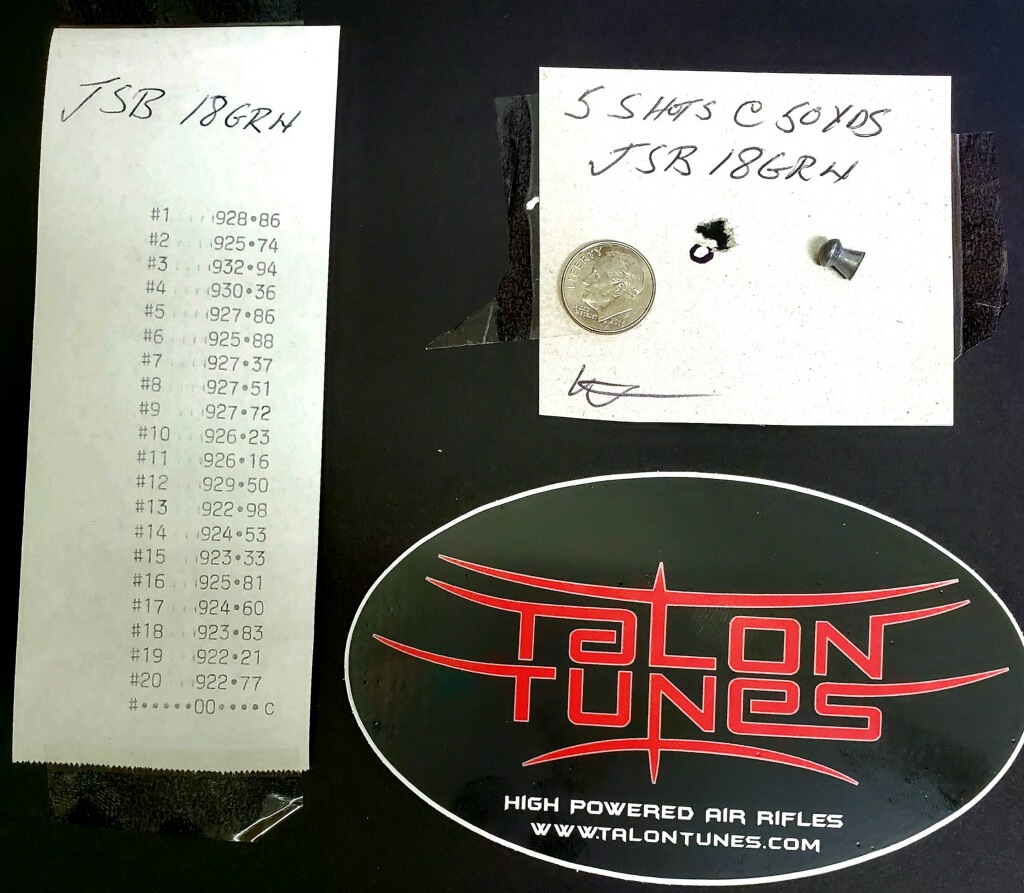 JSB 18GRN
#1 928•86
#2 925•74
#3 932•94
#4 930•36
#5 927•86
#6 925•88
#7 927•37
#8 927•51
#9 927•72
#10 926•23
#11 926•16
#12 929•50
#13 922•98
#14 924•53
#15 923•33
#16 925•81
#17 924•60
#18 923•83
#19 922•21
#20 922•77
#•••••00••••C
5 SHOTS C 50YDS
JSB 18GRN
LIBERTY
TALON
TUNES
HIGH POWERED AIR RIFLES
WWW.TALONTUNES.COM